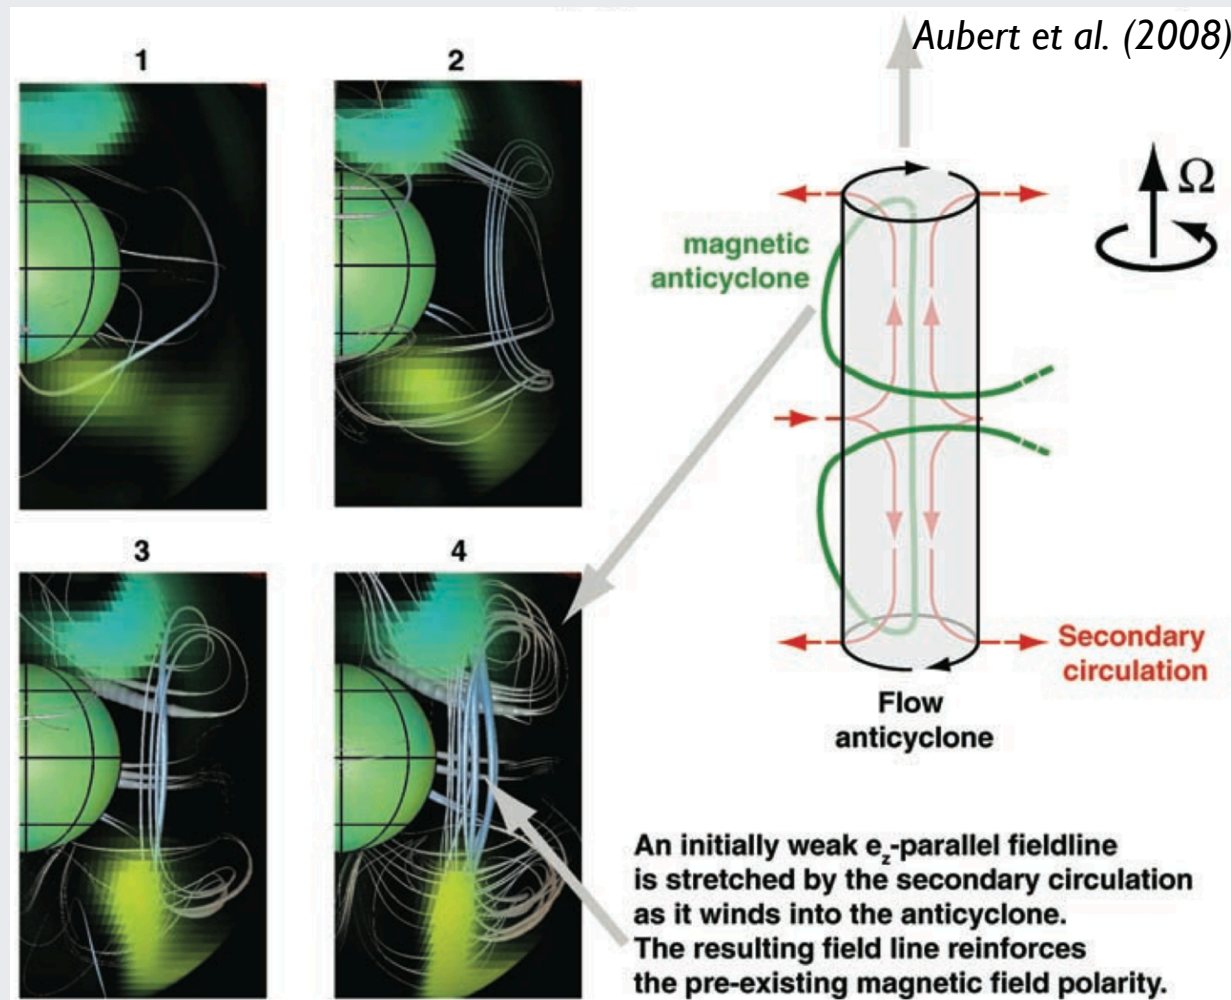 Aubert et al. (2008)
1
2
3
4
magnetic
anticyclone
Ω
Secondary
circulation
Flow
anticyclone
An initially weak e_z-parallel fieldline
is stretched by the secondary circulation
as it winds into the anticyclone.
The resulting field line reinforces
the pre-existing magnetic field polarity.